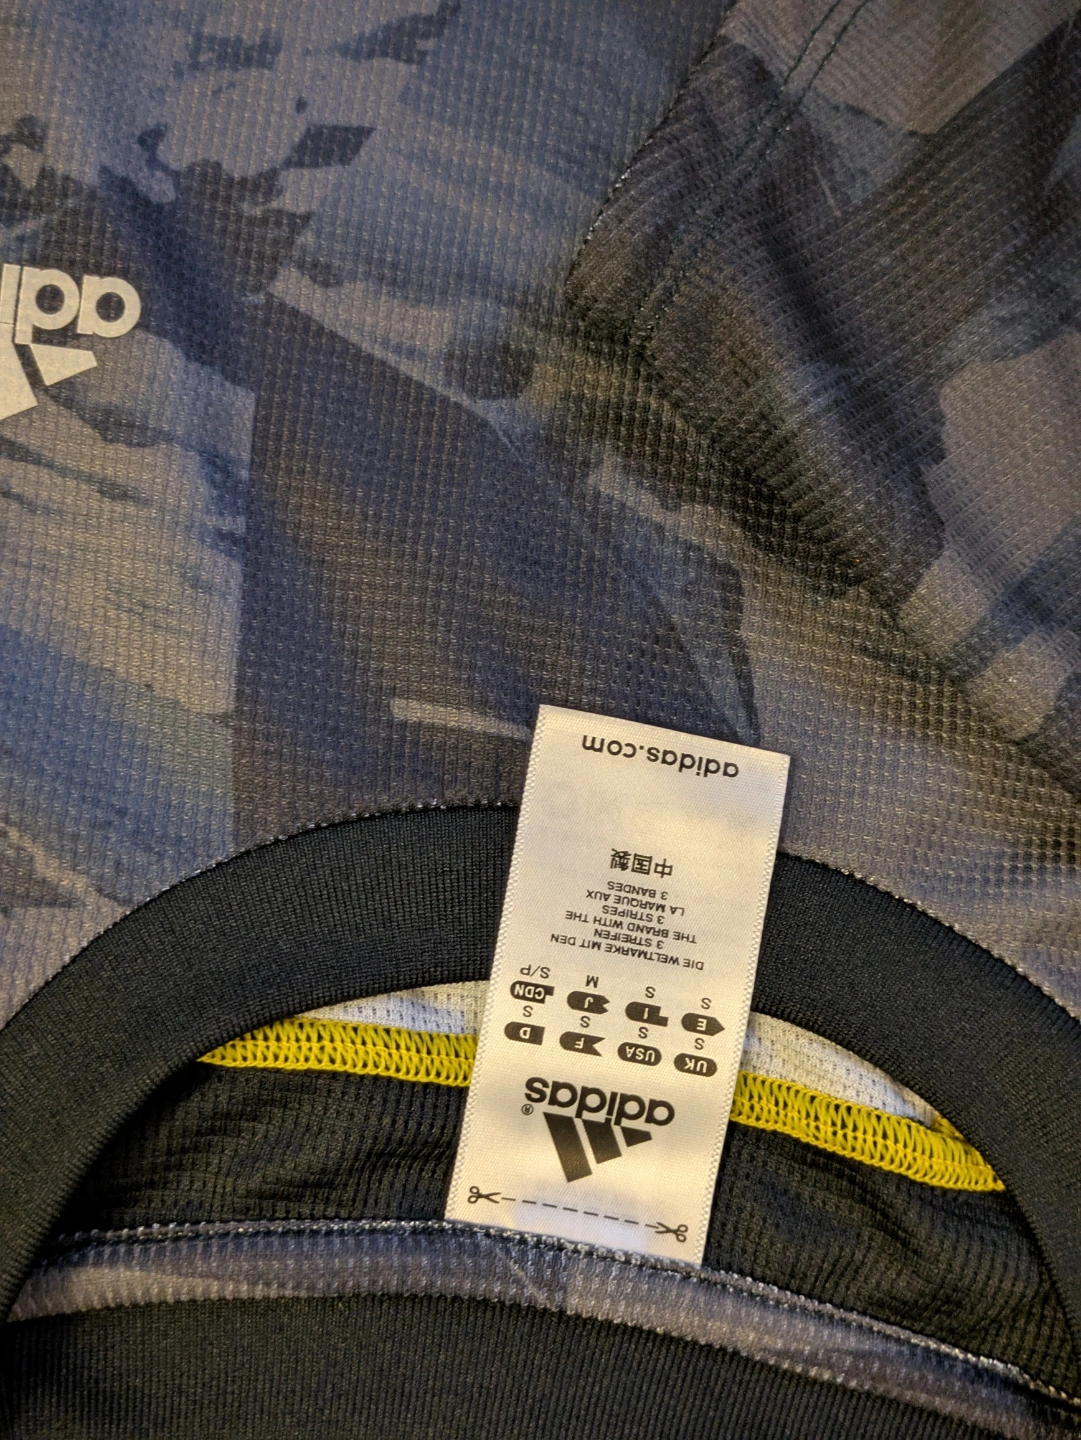 adidas
adidas®
UK USA F D
S S S S
E I J CDN
S S M S/P
DIE WELTMARKE MIT DEN
3 STREIFEN
THE BRAND WITH THE
3 STRIPES
LA MARQUE AUX
3 BANDES
中国製
adidas.com